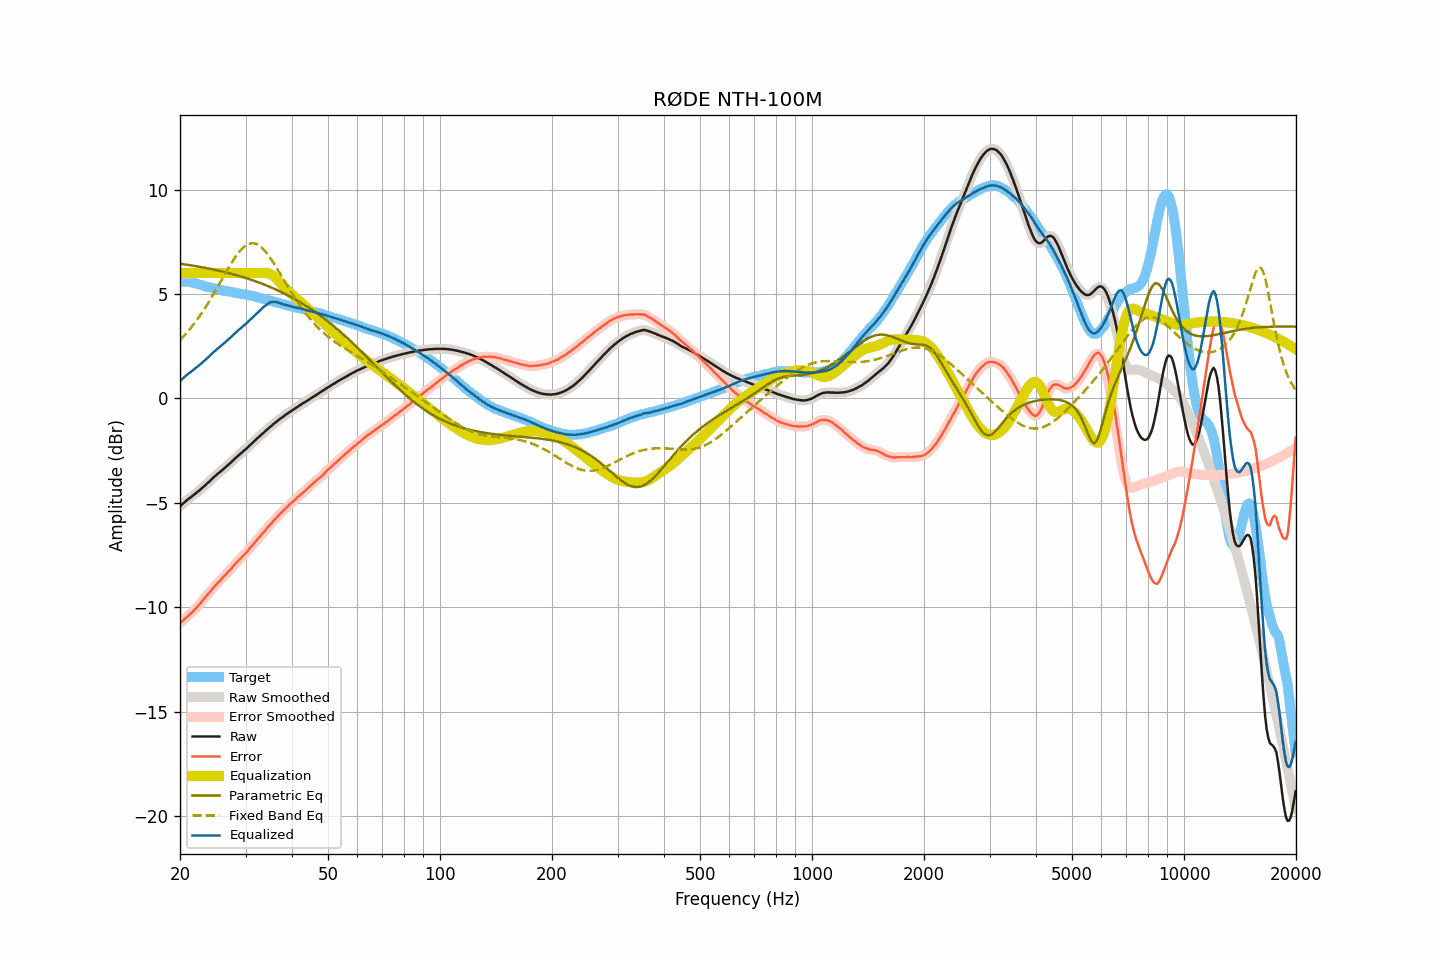 RØDE NTH-100M
Amplitude (dBr)
10
5
0
−5
−10
−15
−20
Target
Raw Smoothed
Error Smoothed
Raw
Error
Equalization
Parametric Eq
Fixed Band Eq
Equalized
20 50 100 200 500 1000 2000 5000 10000 20000
Frequency (Hz)